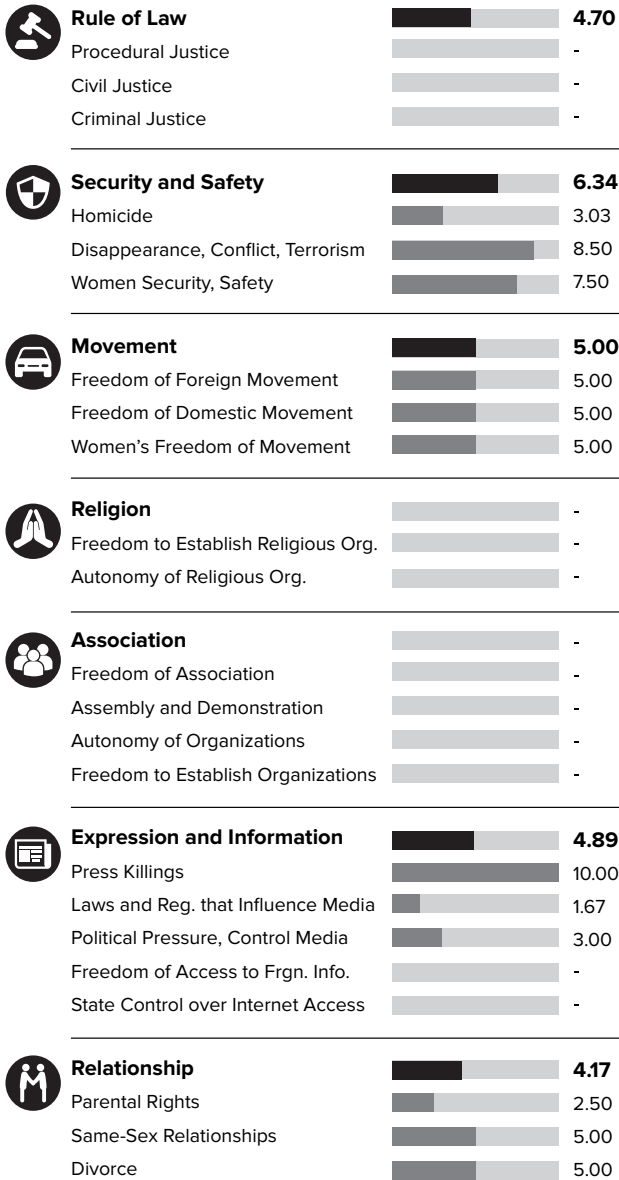 Rule of Law 4.70
Procedural Justice -
Civil Justice -
Criminal Justice -
Security and Safety 6.34
Homicide 3.03
Disappearance, Conflict, Terrorism 8.50
Women Security, Safety 7.50
Movement 5.00
Freedom of Foreign Movement 5.00
Freedom of Domestic Movement 5.00
Women’s Freedom of Movement 5.00
Religion -
Freedom to Establish Religious Org. -
Autonomy of Religious Org. -
Association -
Freedom of Association -
Assembly and Demonstration -
Autonomy of Organizations -
Freedom to Establish Organizations -
Expression and Information 4.89
Press Killings 10.00
Laws and Reg. that Influence Media 1.67
Political Pressure, Control Media 3.00
Freedom of Access to Frgn. Info. -
State Control over Internet Access -
Relationship 4.17
Parental Rights 2.50
Same-Sex Relationships 5.00
Divorce 5.00